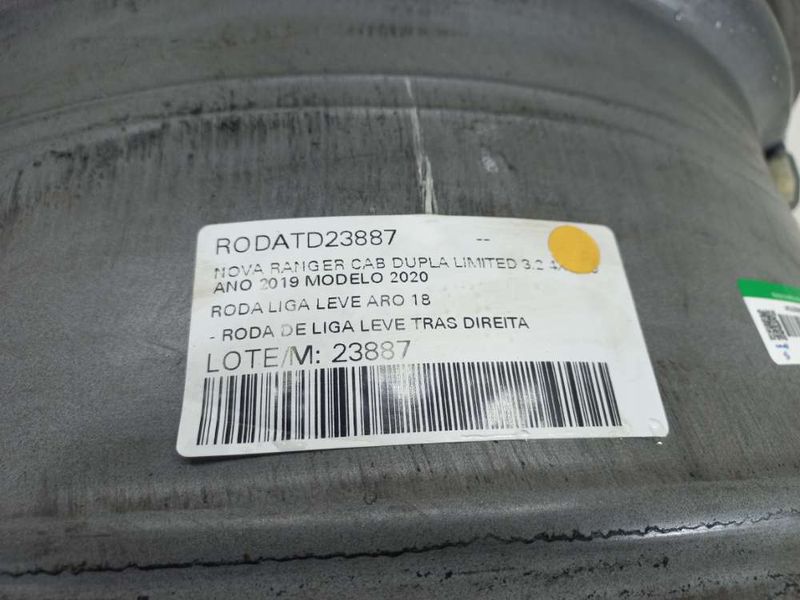 RODATD23887 --
NOVA RANGER CAB DUPLA LIMITED 3.2
ANO 2019 MODELO 2020
RODA LIGA LEVE ARO 18
- RODA DE LIGA LEVE TRAS DIREITA
LOTE/M: 23887